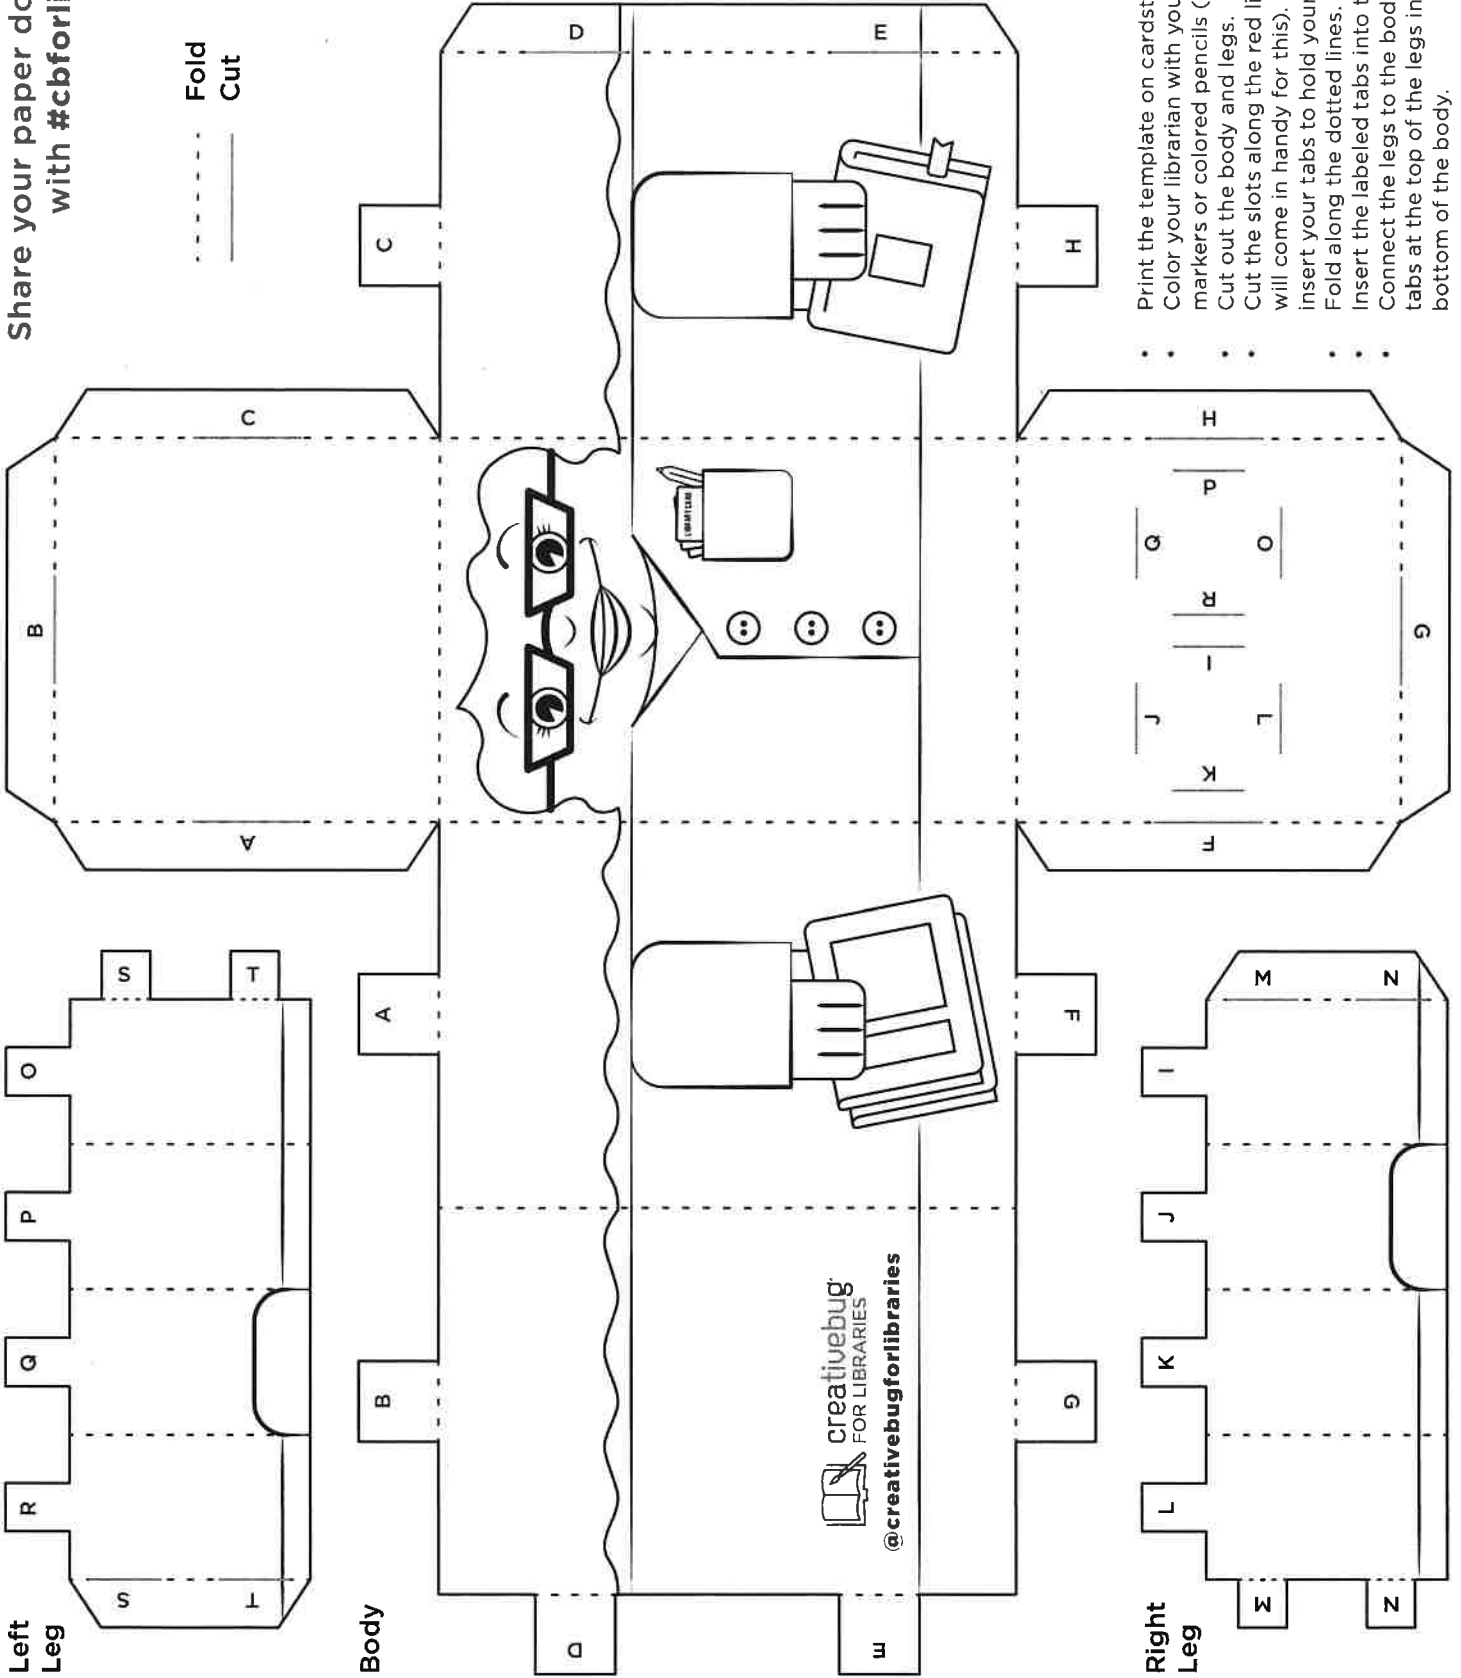 Left
Leg
R
Q
P
O
S
S
T
T
B
A
C
Share your paper do
with #cbforli
Fold
Cut
Body
B
A
C
D
D
LIBRARY CARD
creativebug
FOR LIBRARIES
@creativebugforlibraries
E
E
G
F
H
Right
Leg
L
K
J
I
M
M
N
N
F
H
J
Q
K
I
R
P
L
O
G
• Print the template on cardst
• Color your librarian with you
markers or colored pencils (
• Cut out the body and legs.
• Cut the slots along the red li
will come in handy for this).
insert your tabs to hold your
• Fold along the dotted lines.
• Insert the labeled tabs into t
• Connect the legs to the bod
tabs at the top of the legs in
bottom of the body.